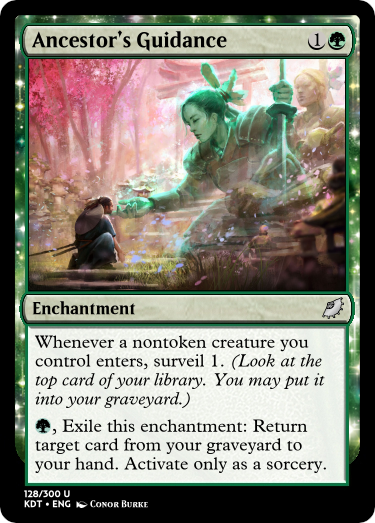 Ancestor's Guidance 1
Enchantment
Whenever a nontoken creature you
control enters, surveil 1. (Look at the
top card of your library. You may put it
into your graveyard.)
, Exile this enchantment: Return
target card from your graveyard to
your hand. Activate only as a sorcery.
128/300 U
KDT • ENG Conor Burke